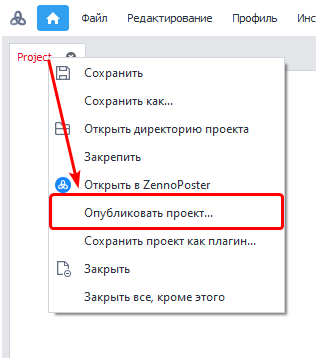 Файл Редактирование Профиль Инс
Project
Сохранить
Сохранить как...
Открыть директорию проекта
Закрепить
Открыть в ZennoPoster
Опубликовать проект...
Сохранить проект как плагин...
Закрыть
Закрыть все, кроме этого